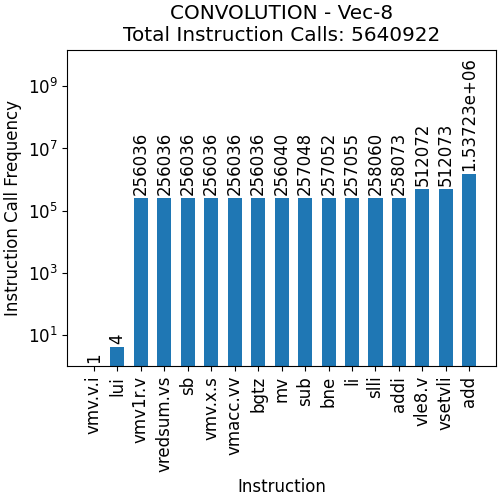 CONVOLUTION - Vec-8
Total Instruction Calls: 5640922
Instruction Call Frequency
10^9
10^7
10^5
10^3
10^1
1
4
256036
256036
256036
256036
256036
256036
256040
257048
257052
257055
258060
258073
512072
512073
1.53723e+06
vmv.v.i
lui
vmv1r.v
vredsum.vs
sb
vmv.x.s
vmacc.vv
bgtz
mv
sub
bne
li
slli
addi
vle8.v
vsetvli
add
Instruction